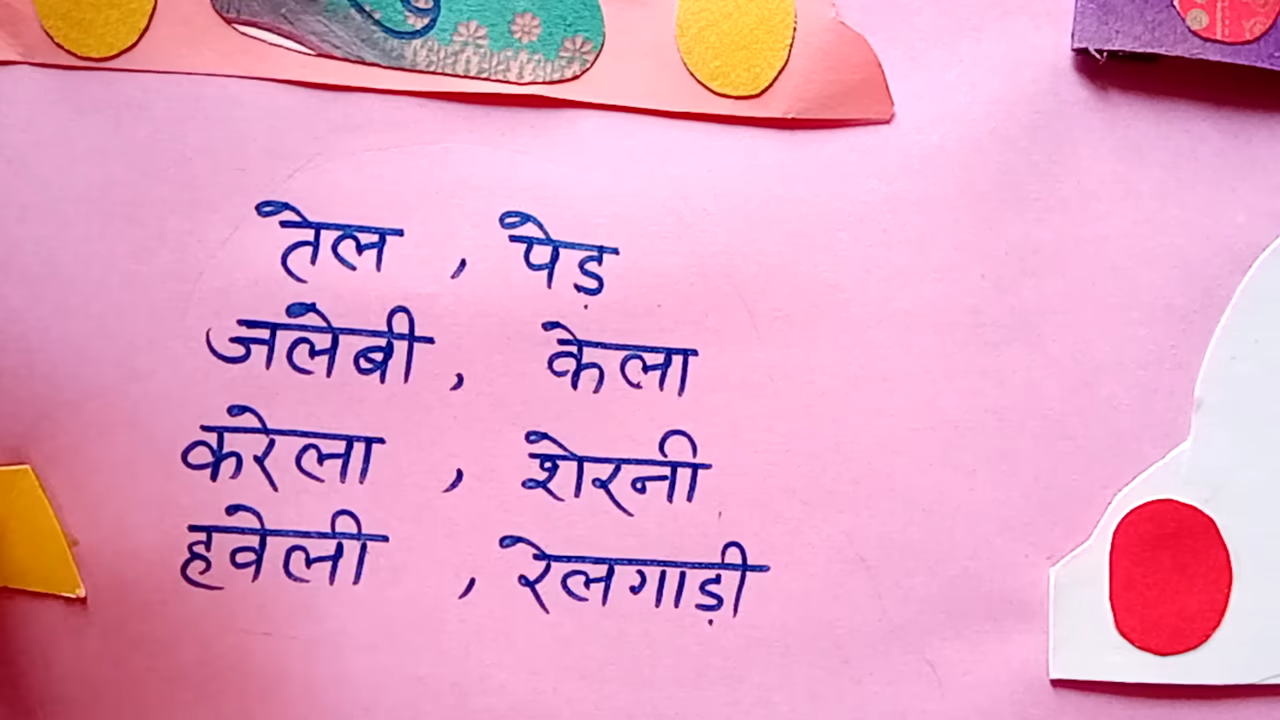 तेल , पेड़
जलेबी , केला
करेला , शेरनी
हवेली , रेलगाड़ी